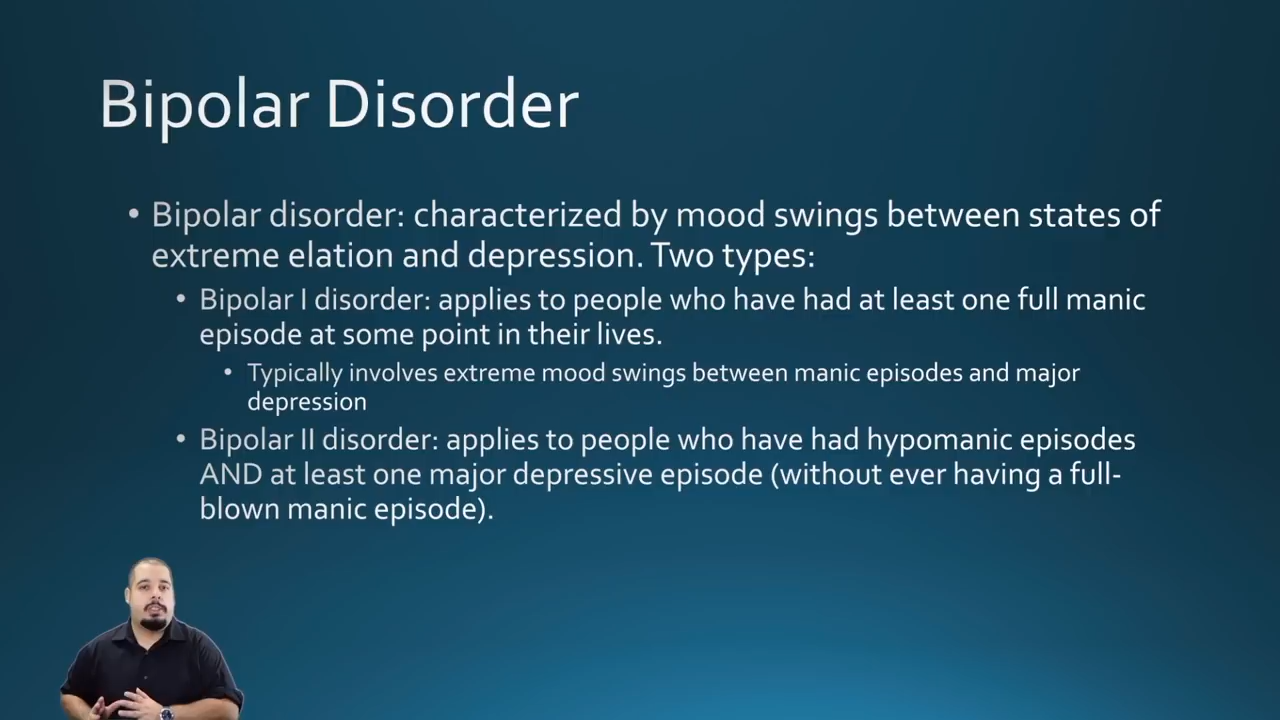 Bipolar Disorder
• Bipolar disorder: characterized by mood swings between states of
extreme elation and depression. Two types:
• Bipolar I disorder: applies to people who have had at least one full manic
episode at some point in their lives.
• Typically involves extreme mood swings between manic episodes and major
depression
• Bipolar II disorder: applies to people who have had hypomanic episodes
AND at least one major depressive episode (without ever having a full-
blown manic episode).